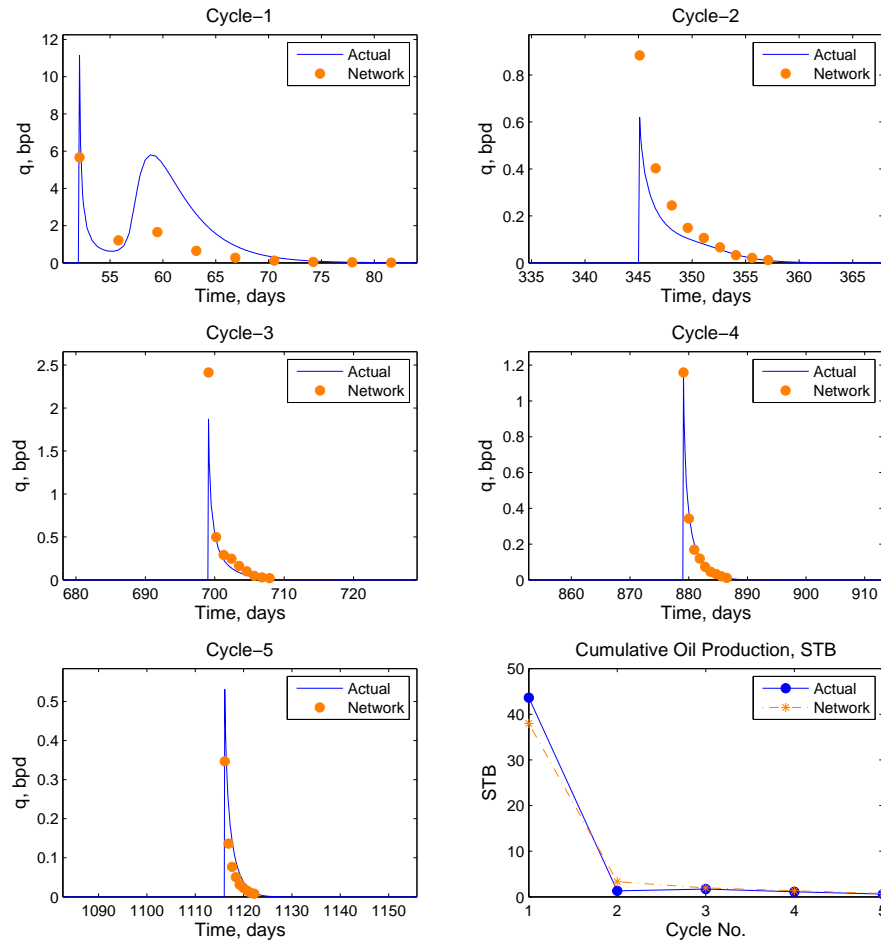 Cycle−1
12
10
8
6
4
2
0
q, bpd
Actual
Network
55 60 65 70 75 80
Time, days
Cycle−2
0.8
0.6
0.4
0.2
0
q, bpd
Actual
Network
335 340 345 350 355 360 365
Time, days
Cycle−3
2.5
2
1.5
1
0.5
0
q, bpd
Actual
Network
680 690 700 710 720
Time, days
Cycle−4
1.2
1
0.8
0.6
0.4
0.2
0
q, bpd
Actual
Network
860 870 880 890 900 910
Time, days
Cycle−5
0.5
0.4
0.3
0.2
0.1
0
q, bpd
Actual
Network
1090 1100 1110 1120 1130 1140 1150
Time, days
Cumulative Oil Production, STB
50
40
30
20
10
0
STB
Actual
Network
1 2 3 4 5
Cycle No.